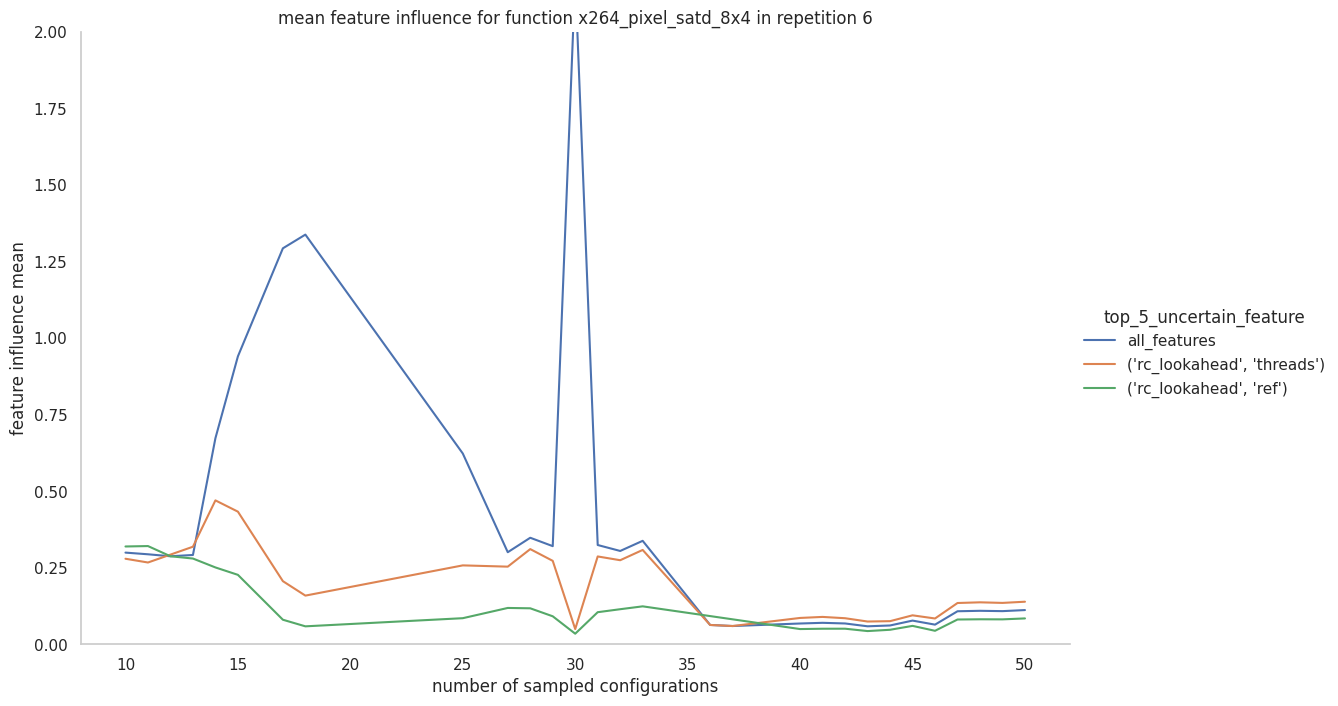 mean feature influence for function x264_pixel_satd_8x4 in repetition 6
2.00
1.75
1.50
1.25
1.00
0.75
0.50
0.25
0.00
feature influence mean
10 15 20 25 30 35 40 45 50
number of sampled configurations
top_5_uncertain_feature
all_features
('rc_lookahead', 'threads')
('rc_lookahead', 'ref')